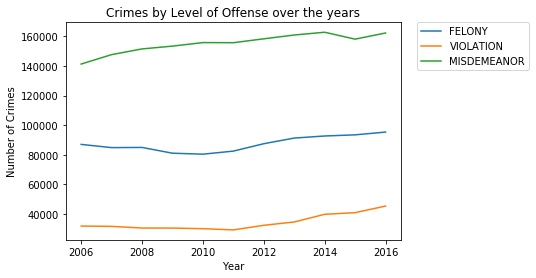 Crimes by Level of Offense over the years
FELONY
VIOLATION
MISDEMEANOR
160000
140000
120000
100000
80000
60000
40000
Number of Crimes
2006
2008
2010
2012
2014
2016
Year